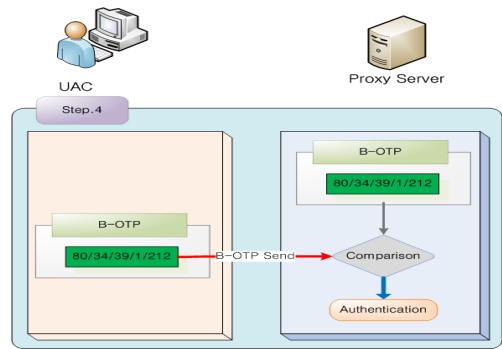 UAC
Proxy Server
Step.4
B-OTP
80/34/39/1/212
B-OTP
80/34/39/1/212
B-OTP Send
Comparison
Authentication